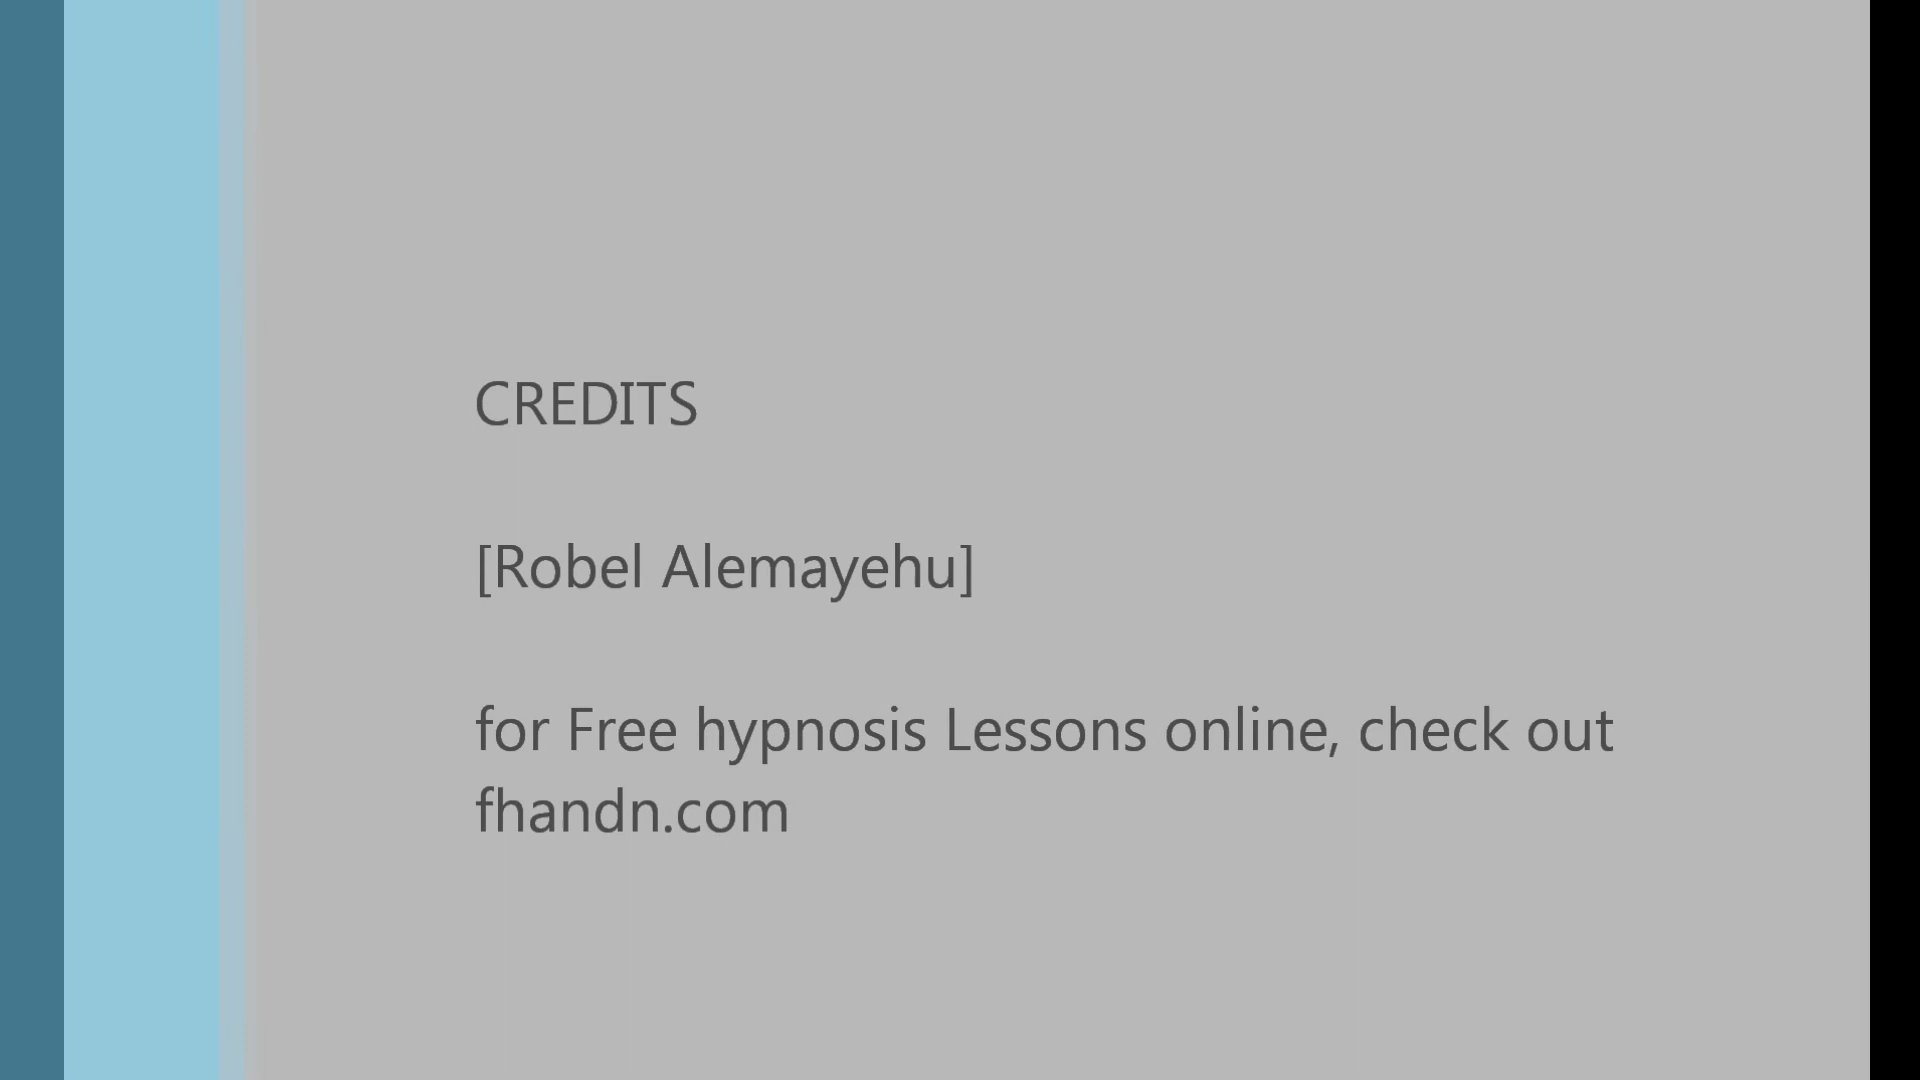 CREDITS
[Robel Alemayehu]
for Free hypnosis Lessons online, check out
fhandn.com